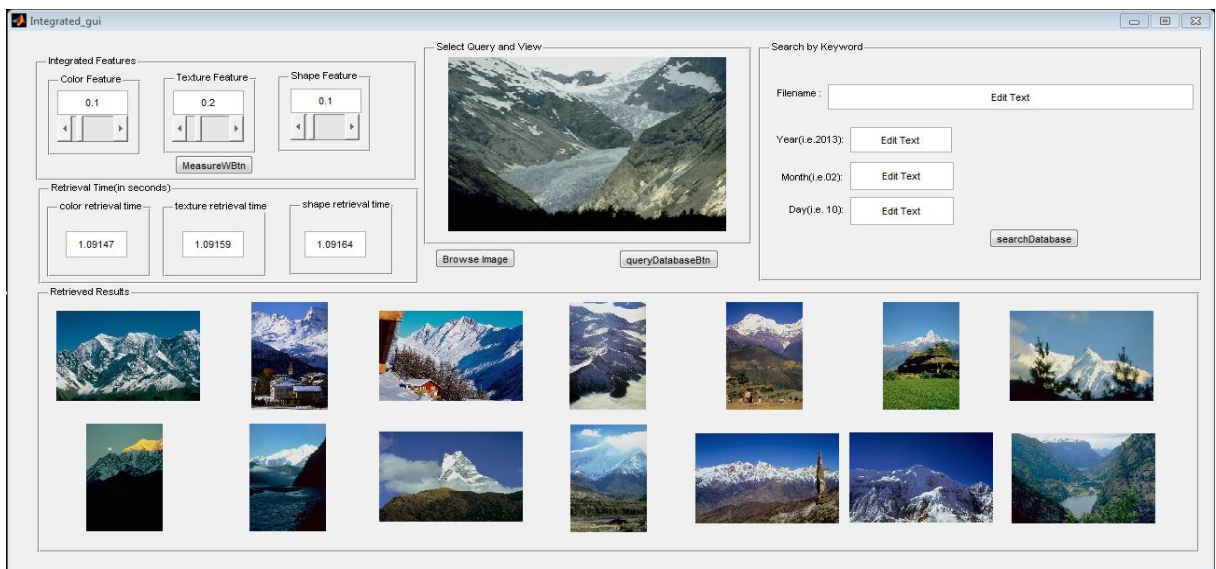 Integrated_gui
Integrated Features
Color Feature
0.1
Texture Feature
0.2
Shape Feature
0.1
MeasureWBtn
Retrieval Time(in seconds)
color retrieval time
1.09147
texture retrieval time
1.09159
shape retrieval time
1.09164
Select Query and View
Browse Image
queryDatabaseBtn
Search by Keyword
Filename :
Edit Text
Year(i.e.2013):
Edit Text
Month(i.e.02):
Edit Text
Day(i.e. 10):
Edit Text
searchDatabase
Retrieved Results